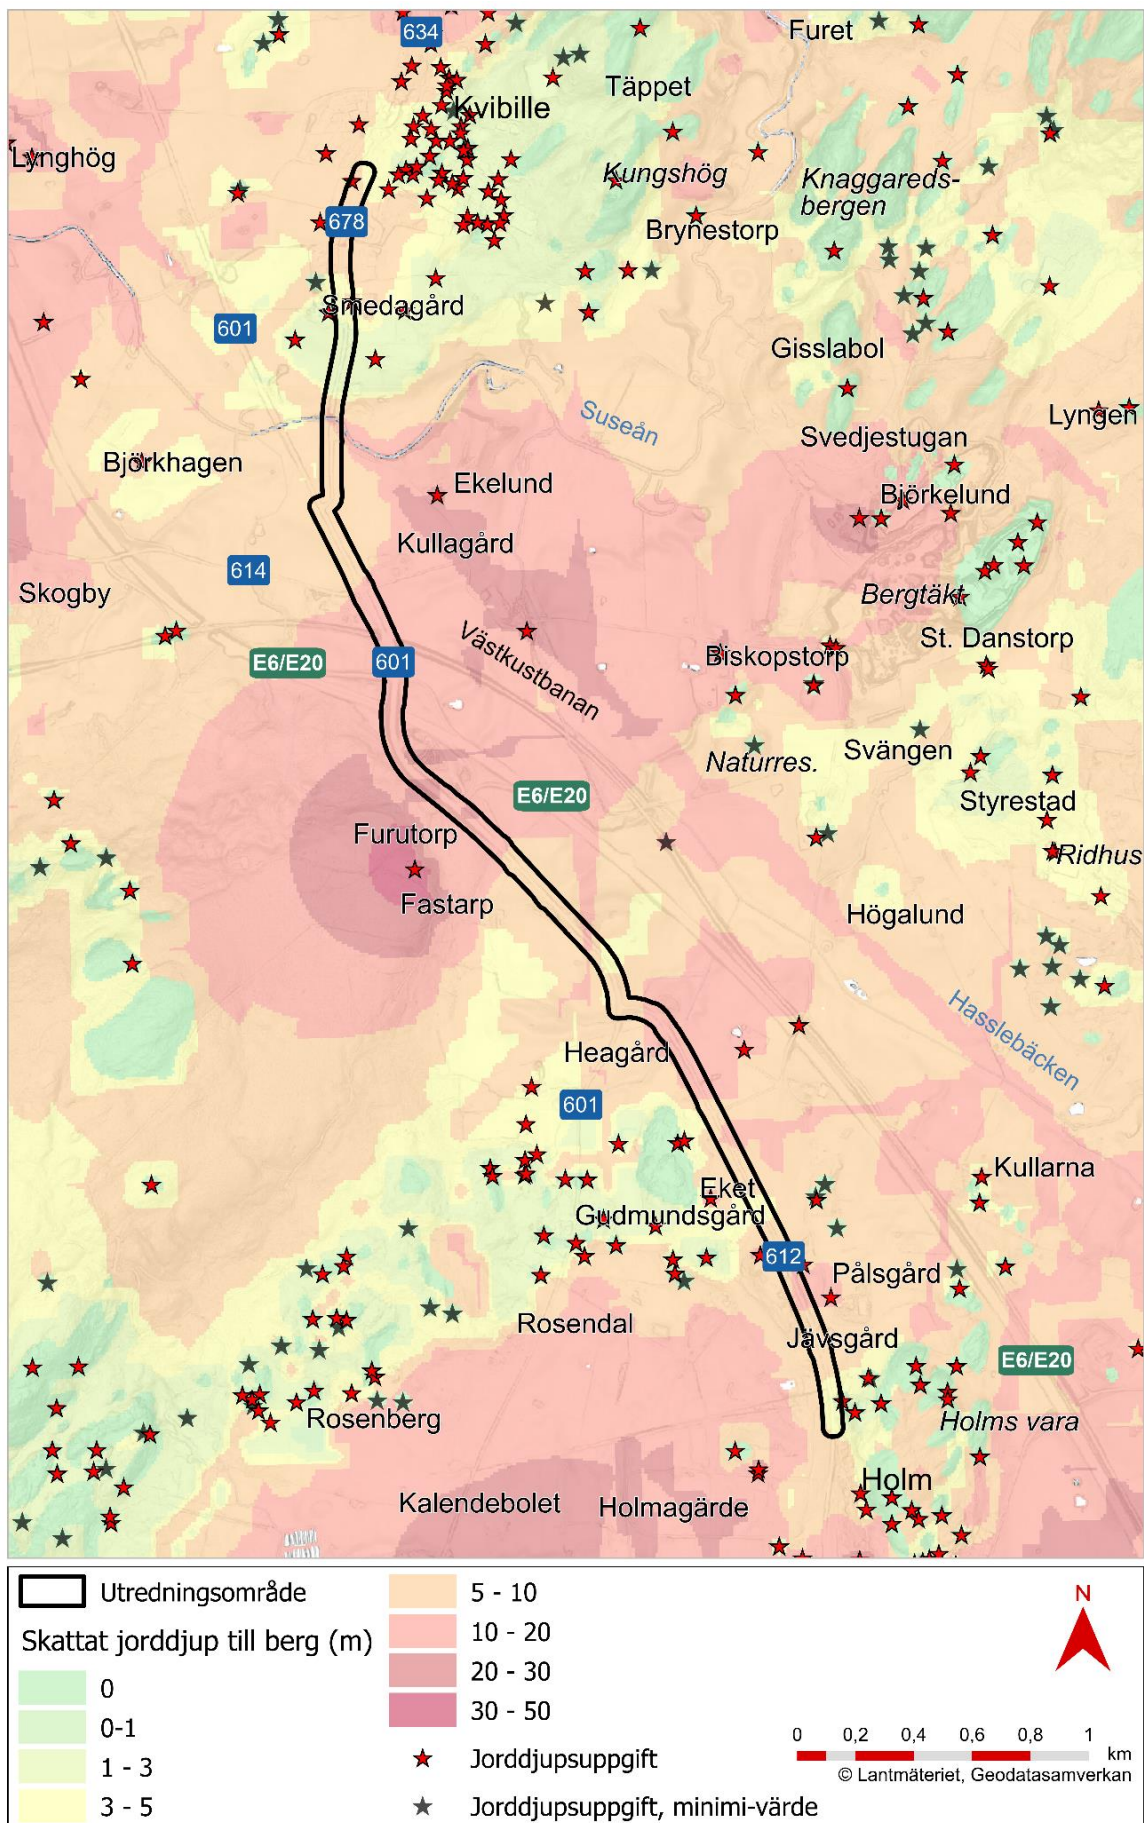 634
Furet
Täppet
Kvibille
Lynghög
Kungshög
Knaggareds-
bergen
678
Brynestorp
Smedagård
601
Gisslabol
Suseån
Lyngen
Svedjestugan
Björkhagen
Ekelund
Björkelund
Kullagård
614
Skogby
Bergtäkt
Västkustbanan
St. Danstorp
E6/E20
601
Biskopstorp
Naturres.
Svängen
E6/E20
Styrestad
Furutorp
Ridhus
Fastarp
Högalund
Hasslebäcken
Heagård
601
Kullarna
Eket
Gudmundsgård
612
Pålsgård
Rosendal
Jävsgård
E6/E20
Rosenberg
Holms vara
Holm
Kalendebolet
Holmagärde
Utredningsområde
Skattat jorddjup till berg (m)
0
0-1
1 - 3
3 - 5
5 - 10
10 - 20
20 - 30
30 - 50
Jorddjupsuppgift
Jorddjupsuppgift, minimi-värde
N
0 0,2 0,4 0,6 0,8 1
km
© Lantmäteriet, Geodatasamverkan